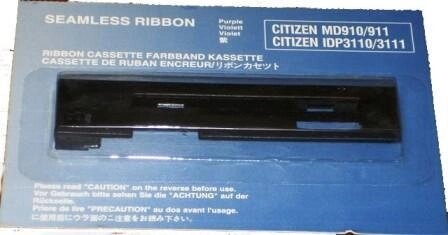 SEAMLESS RIBBON
Purple
Violett
Violet
紫
CITIZEN MD910/911
CITIZEN IDP3110/3111
RIBBON CASSETTE FARBBAND KASSETTE
CASSETTE DE RUBAN ENCREUR/リボンカセット
Please read "CAUTION" on the reverse before use.
Vor Gebrauch bitte sehen Sie die "ACHTUNG" auf der
Rückseite.
Priere de lire "PRECAUTION" au dos avant l'usage.
ご使用前にウラ面のご注意をお読み下さい。